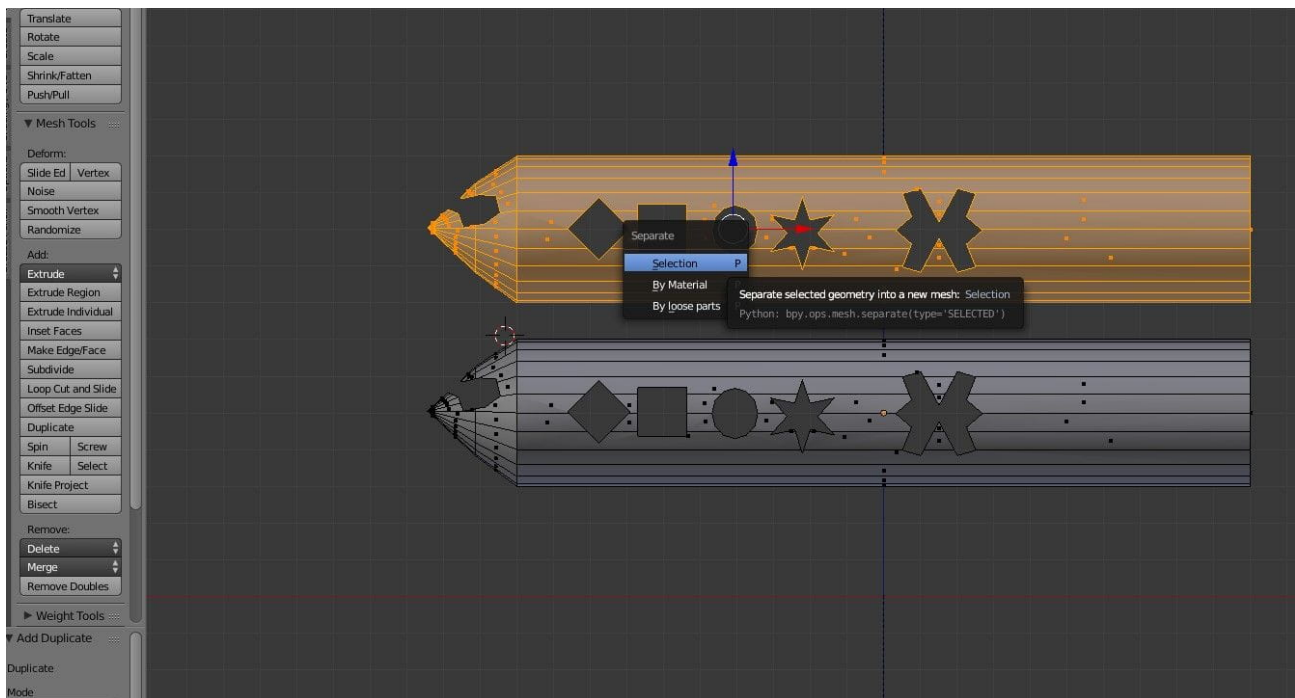 Translate
Rotate
Scale
Shrink/Fatten
Push/Pull
Mesh Tools
Deform:
Slide Ed Vertex
Noise
Smooth Vertex
Randomize
Add:
Extrude
Extrude Region
Extrude Individual
Inset Faces
Make Edge/Face
Subdivide
Loop Cut and Slide
Offset Edge Slide
Duplicate
Spin Screw
Knife Select
Knife Project
Bisect
Remove:
Delete
Merge
Remove Doubles
Weight Tools
Add Duplicate
Duplicate
Mode
Separate
Selection P
By Material
By loose parts
Separate selected geometry into a new mesh: Selection
Python: bpy.ops.mesh.separate(type='SELECTED')